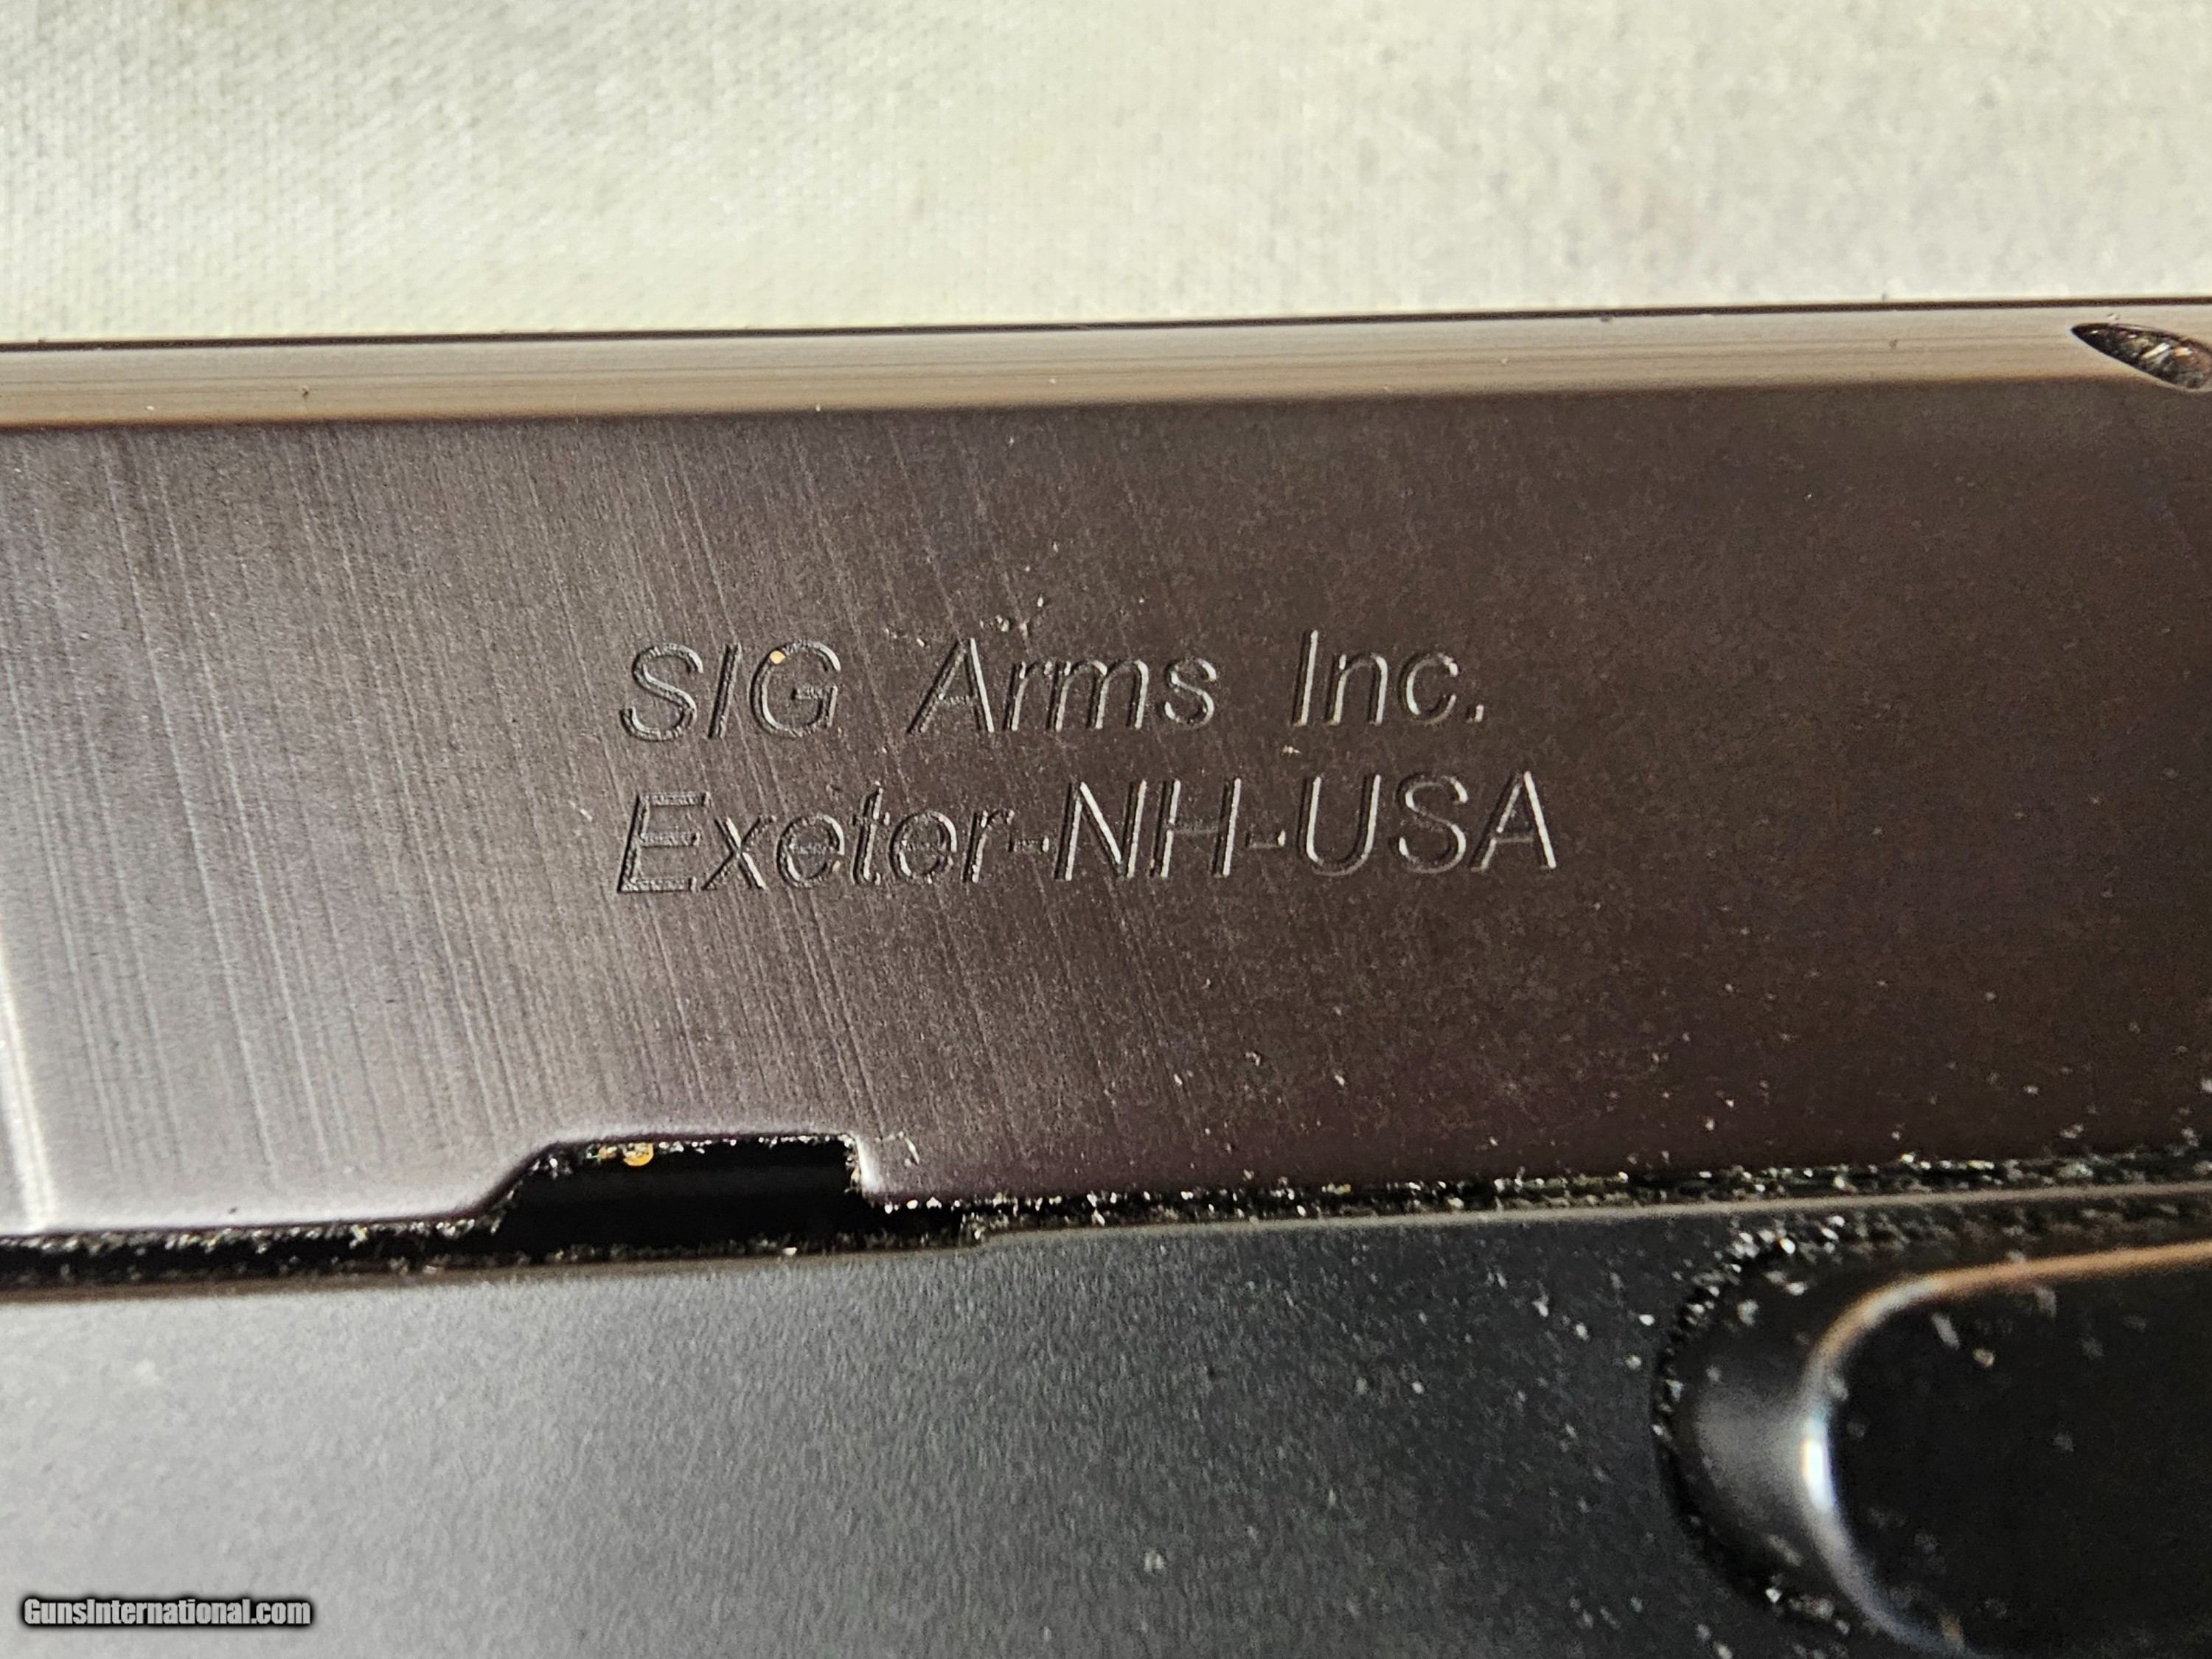 SIG Arms Inc.
Exeter-NH-USA
GunsInternational.com